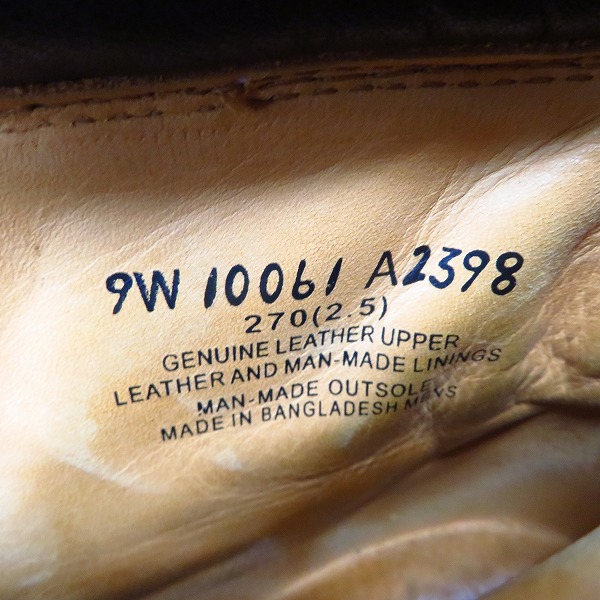 9W 10061 A2398
270(2.5)
GENUINE LEATHER UPPER
LEATHER AND MAN-MADE LININGS
MAN-MADE OUTSOLE
MADE IN BANGLADESH